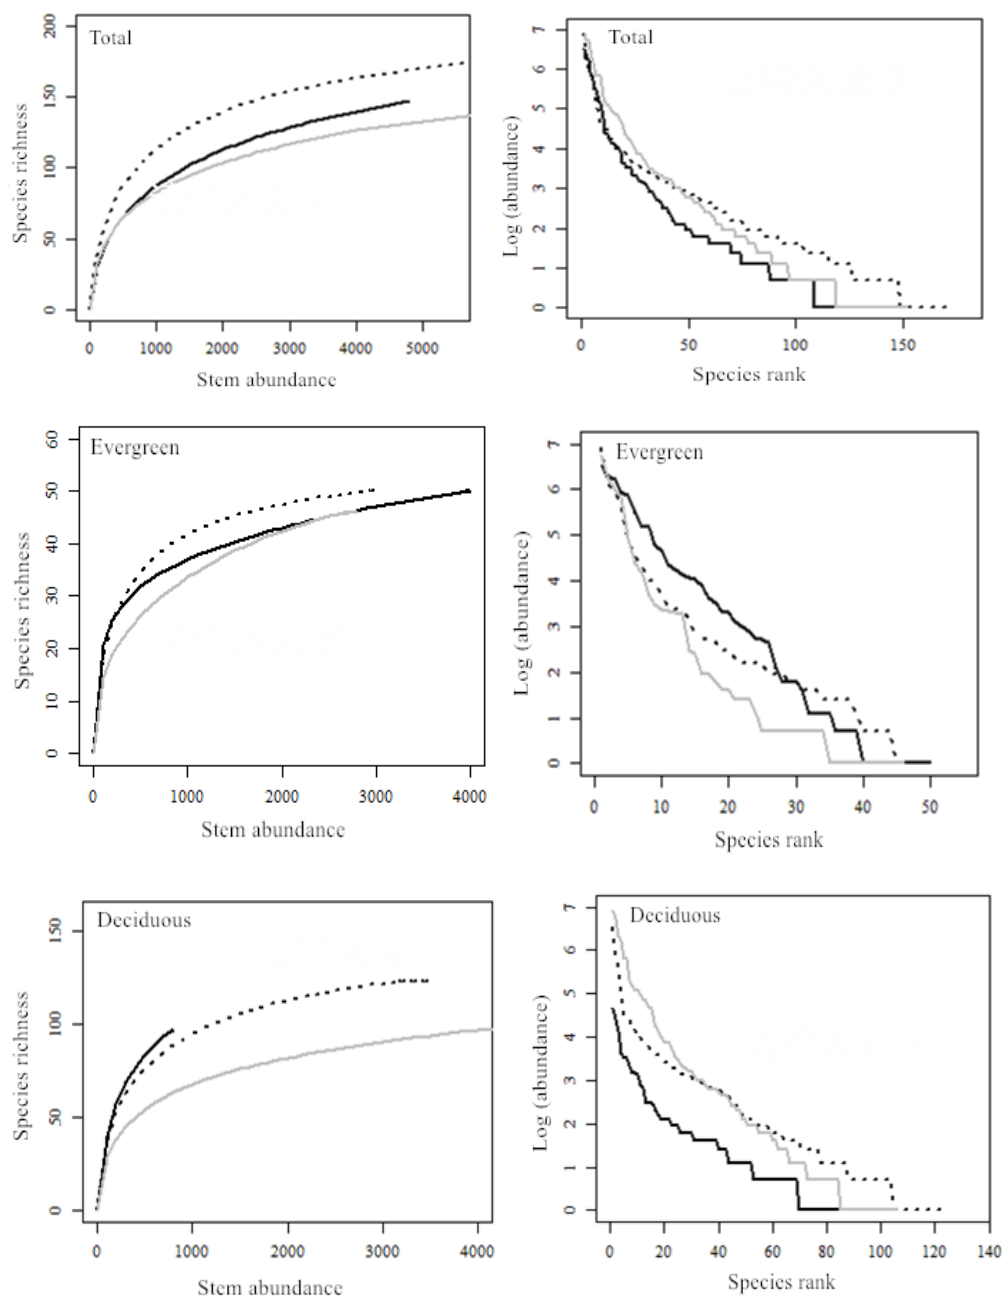 Total
Species richness
0 50 100 150 200
0 1000 2000 3000 4000 5000
Stem abundance
Total
Log (abundance)
0 1 2 3 4 5 6 7
0 50 100 150
Species rank
Evergreen
Species richness
0 10 20 30 40 50 60
0 1000 2000 3000 4000
Stem abundance
Evergreen
Log (abundance)
0 1 2 3 4 5 6 7
0 10 20 30 40 50
Species rank
Deciduous
Species richness
0 50 100 150
0 1000 2000 3000 4000
Stem abundance
Deciduous
Log (abundance)
0 1 2 3 4 5 6 7
0 20 40 60 80 100 120 140
Species rank